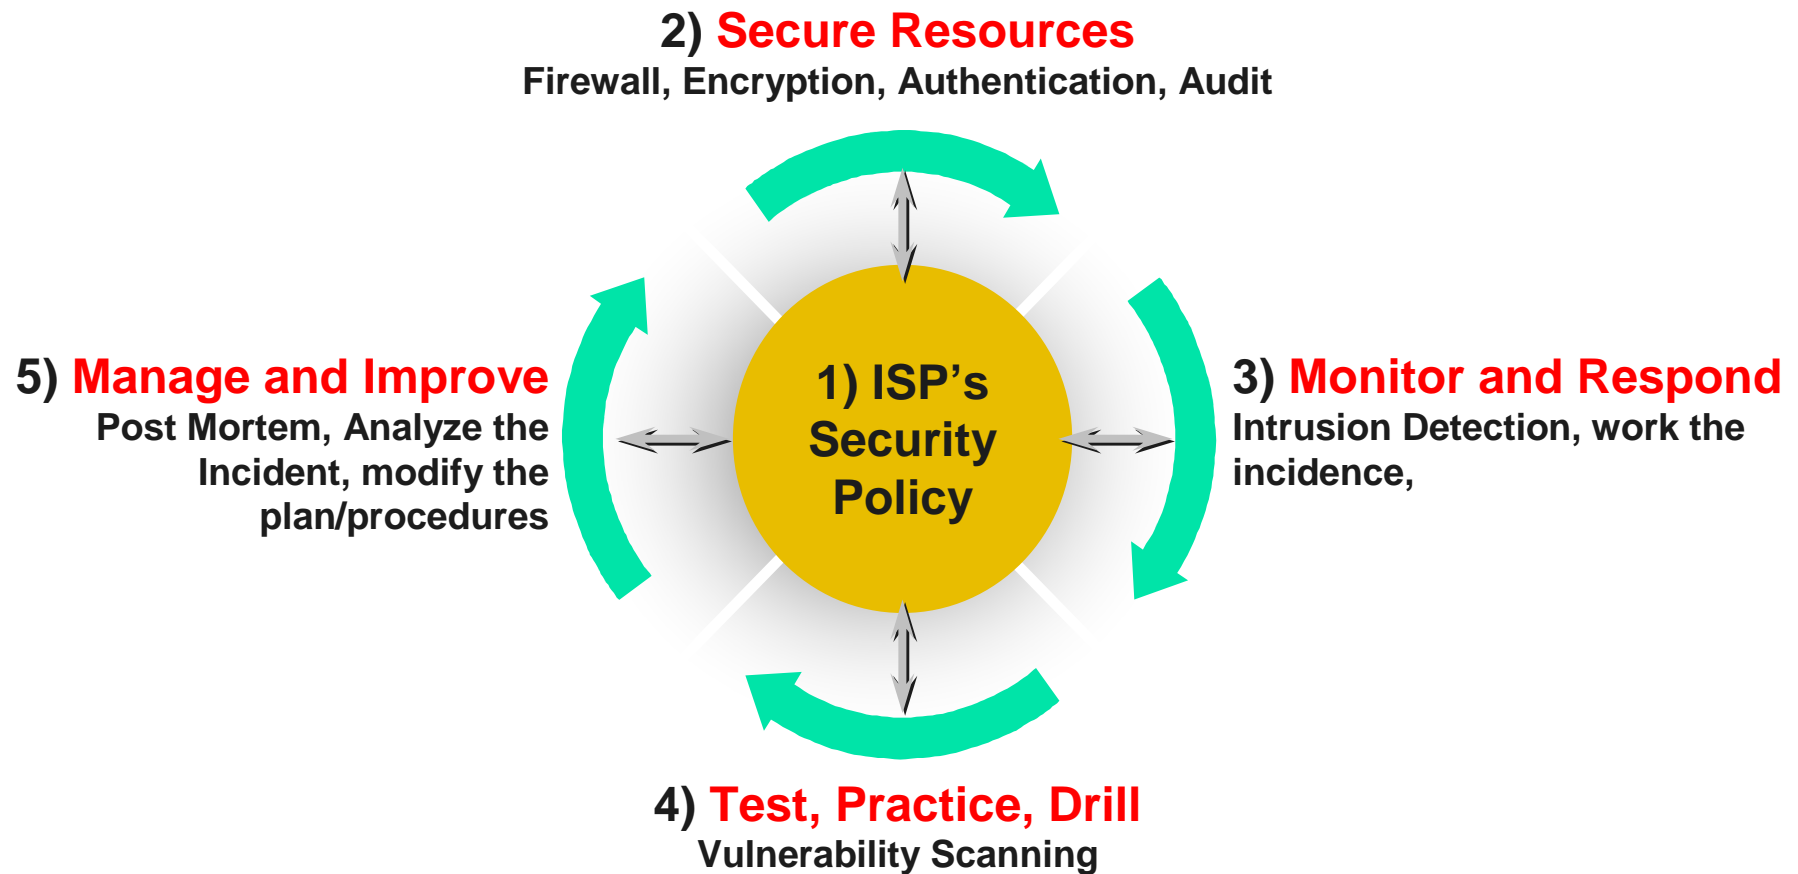 2) Secure Resources
Firewall, Encryption, Authentication, Audit
5) Manage and Improve
Post Mortem, Analyze the
Incident, modify the
plan/procedures
1) ISP’s
Security
Policy
3) Monitor and Respond
Intrusion Detection, work the
incidence,
4) Test, Practice, Drill
Vulnerability Scanning